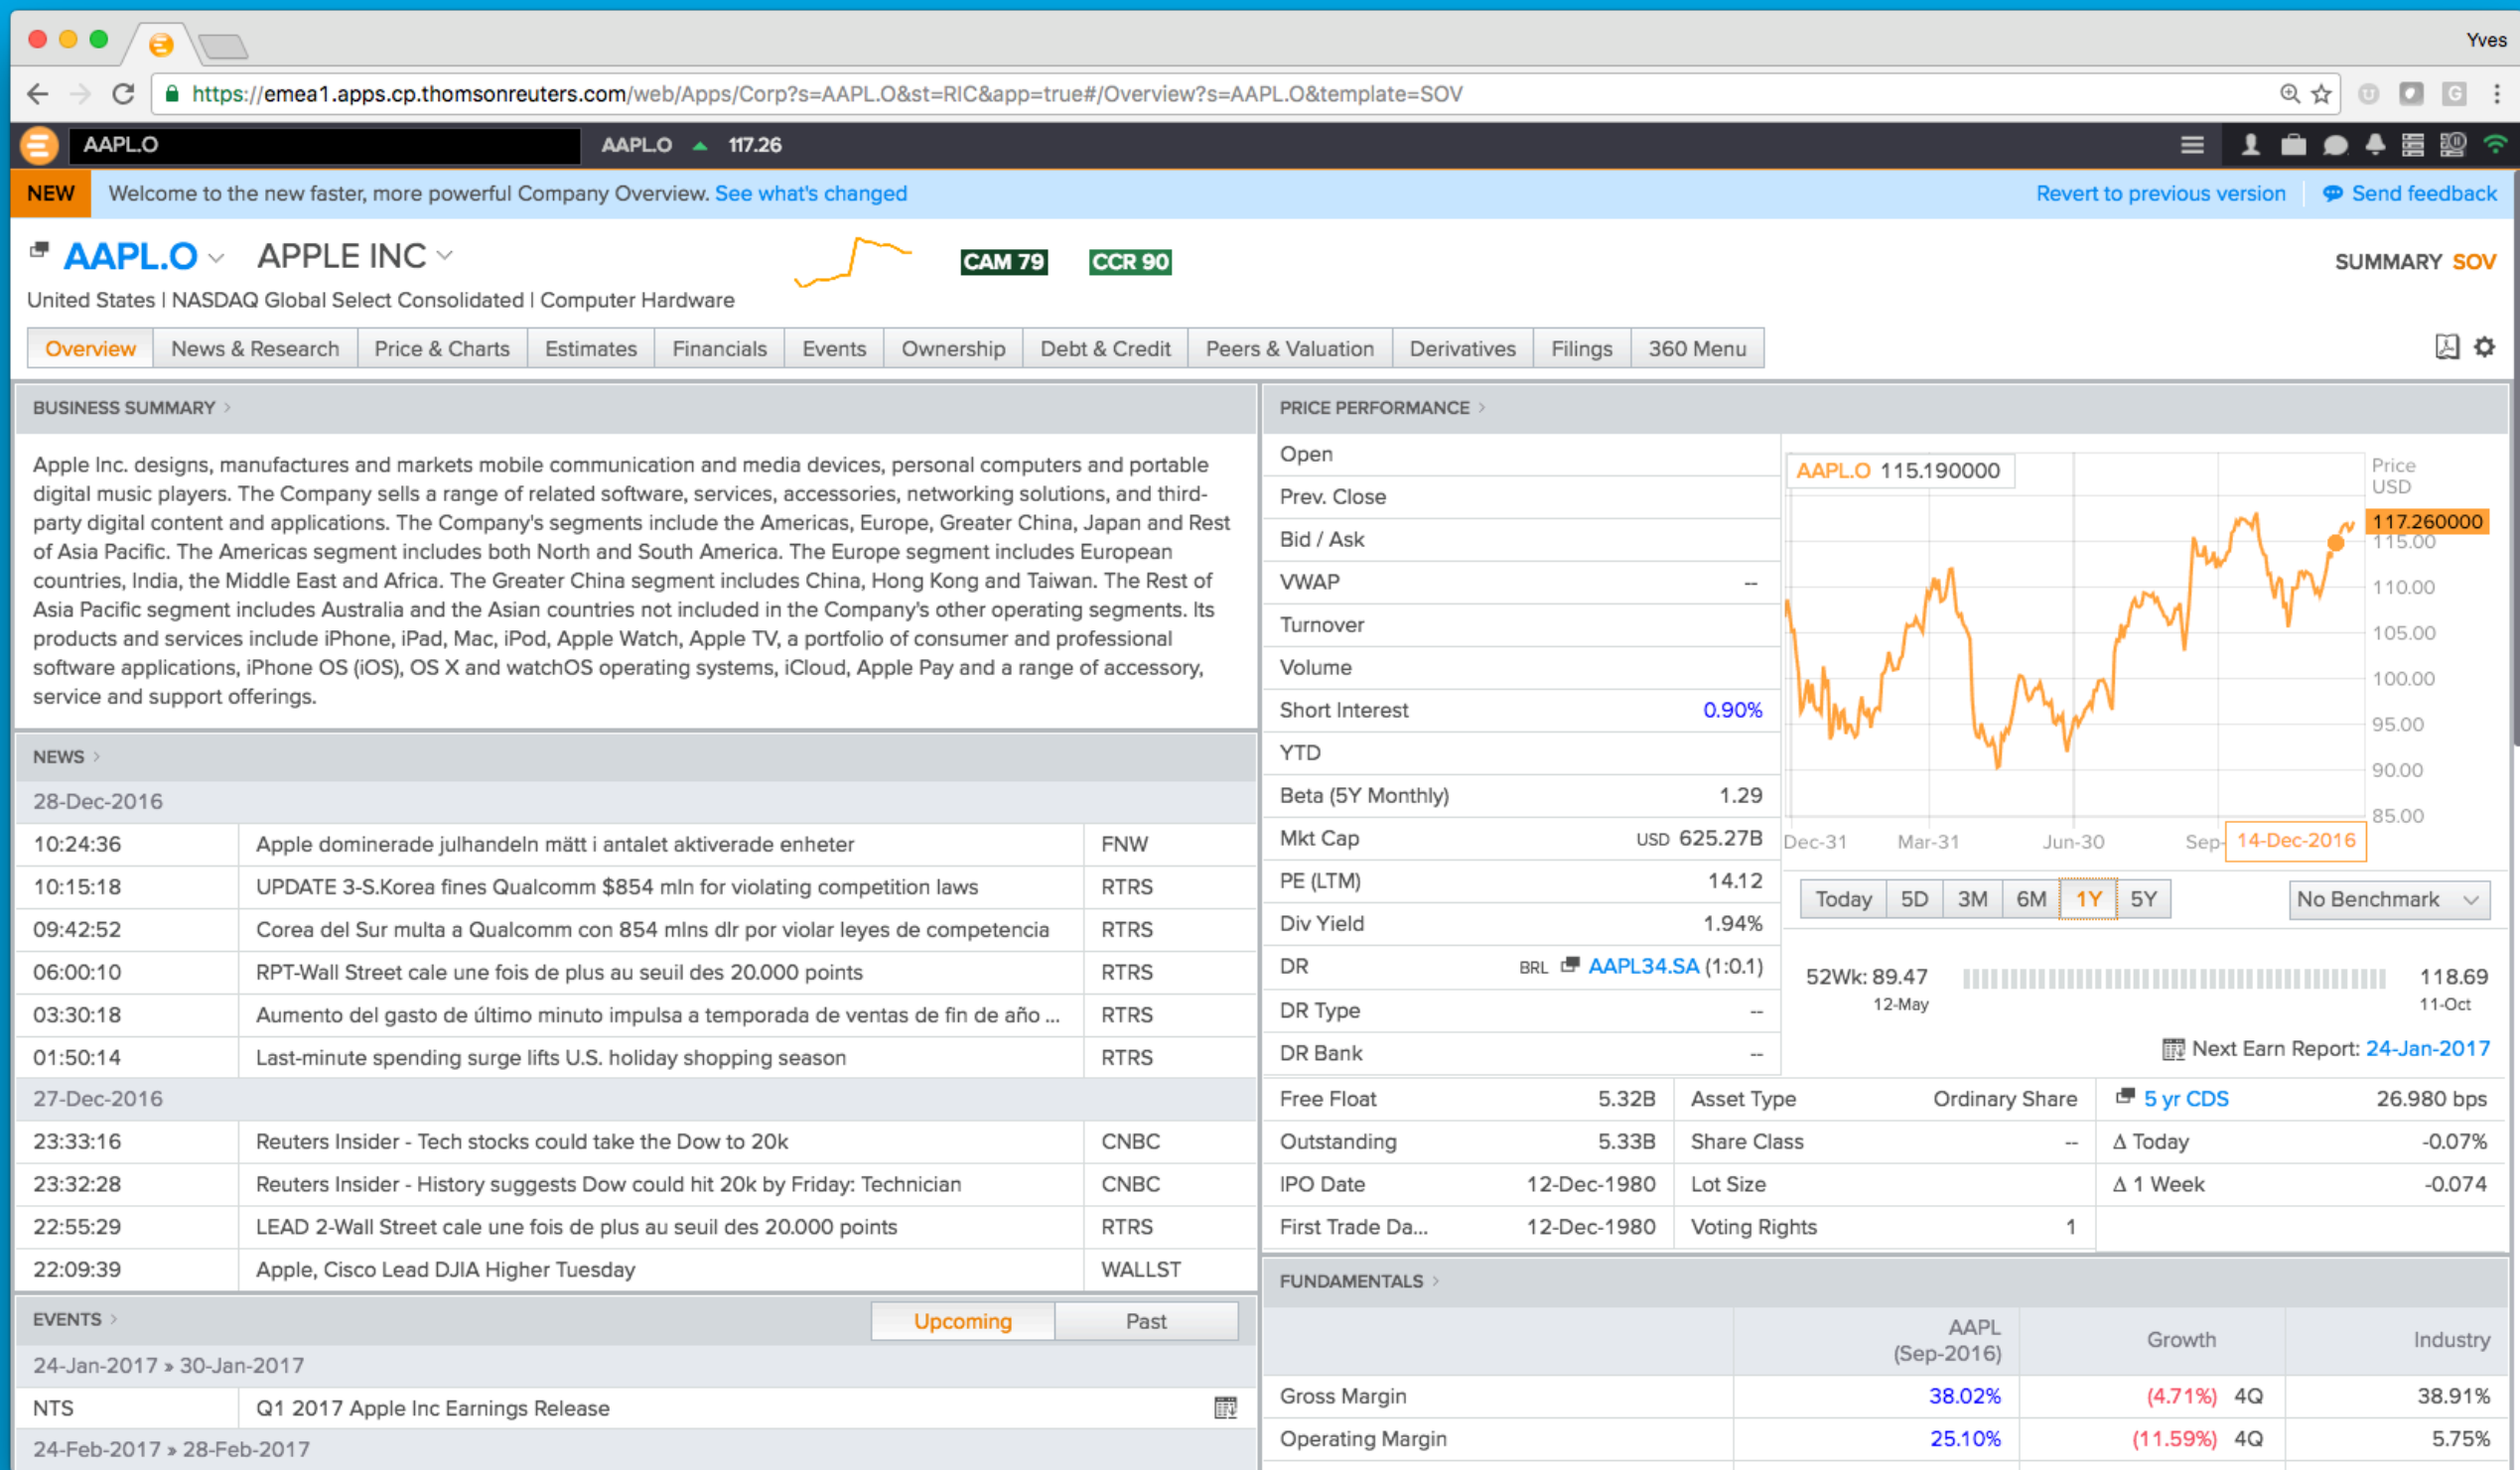 Yves
https://emea1.apps.cp.thomsonreuters.com/web/Apps/Corp?s=AAPL.O&st=RIC&app=true#/Overview?s=AAPL.O&template=SOV
AAPL.O AAPL.O 117.26
NEW Welcome to the new faster, more powerful Company Overview. See what's changed Revert to previous version Send feedback
AAPL.O APPLE INC CAM 79 CCR 90 SUMMARY SOV
United States | NASDAQ Global Select Consolidated | Computer Hardware
Overview News & Research Price & Charts Estimates Financials Events Ownership Debt & Credit Peers & Valuation Derivatives Filings 360 Menu
BUSINESS SUMMARY
Apple Inc. designs, manufactures and markets mobile communication and media devices, personal computers and portable
digital music players. The Company sells a range of related software, services, accessories, networking solutions, and third-
party digital content and applications. The Company's segments include the Americas, Europe, Greater China, Japan and Rest
of Asia Pacific. The Americas segment includes both North and South America. The Europe segment includes European
countries, India, the Middle East and Africa. The Greater China segment includes China, Hong Kong and Taiwan. The Rest of
Asia Pacific segment includes Australia and the Asian countries not included in the Company's other operating segments. Its
products and services include iPhone, iPad, Mac, iPod, Apple Watch, Apple TV, a portfolio of consumer and professional
software applications, iPhone OS (iOS), OS X and watchOS operating systems, iCloud, Apple Pay and a range of accessory,
service and support offerings.
NEWS
28-Dec-2016
10:24:36 Apple dominerade julhandeln mätt i antalet aktiverade enheter FNW
10:15:18 UPDATE 3-S.Korea fines Qualcomm $854 mln for violating competition laws RTRS
09:42:52 Corea del Sur multa a Qualcomm con 854 mlns dlr por violar leyes de competencia RTRS
06:00:10 RPT-Wall Street cale une fois de plus au seuil des 20.000 points RTRS
03:30:18 Aumento del gasto de último minuto impulsa a temporada de ventas de fin de año ... RTRS
01:50:14 Last-minute spending surge lifts U.S. holiday shopping season RTRS
27-Dec-2016
23:33:16 Reuters Insider - Tech stocks could take the Dow to 20k CNBC
23:32:28 Reuters Insider - History suggests Dow could hit 20k by Friday: Technician CNBC
22:55:29 LEAD 2-Wall Street cale une fois de plus au seuil des 20.000 points RTRS
22:09:39 Apple, Cisco Lead DJIA Higher Tuesday WALLST
EVENTS Upcoming Past
24-Jan-2017 » 30-Jan-2017
NTS Q1 2017 Apple Inc Earnings Release
24-Feb-2017 » 28-Feb-2017
PRICE PERFORMANCE
Open
Prev. Close
Bid / Ask
VWAP --
Turnover
Volume
Short Interest 0.90%
YTD
Beta (5Y Monthly) 1.29
Mkt Cap USD 625.27B
PE (LTM) 14.12
Div Yield 1.94%
DR BRL AAPL34.SA (1:0.1)
DR Type --
DR Bank --
AAPL.O 115.190000
Price
USD
117.260000
115.00
110.00
105.00
100.00
95.00
90.00
85.00
Dec-31 Mar-31 Jun-30 Sep- 14-Dec-2016
Today 5D 3M 6M 1Y 5Y No Benchmark
52Wk: 89.47 118.69
12-May 11-Oct
Next Earn Report: 24-Jan-2017
Free Float 5.32B Asset Type Ordinary Share 5 yr CDS 26.980 bps
Outstanding 5.33B Share Class -- Δ Today -0.07%
IPO Date 12-Dec-1980 Lot Size Δ 1 Week -0.074
First Trade Da... 12-Dec-1980 Voting Rights 1
FUNDAMENTALS
AAPL
(Sep-2016) Growth Industry
Gross Margin 38.02% (4.71%) 4Q 38.91%
Operating Margin 25.10% (11.59%) 4Q 5.75%